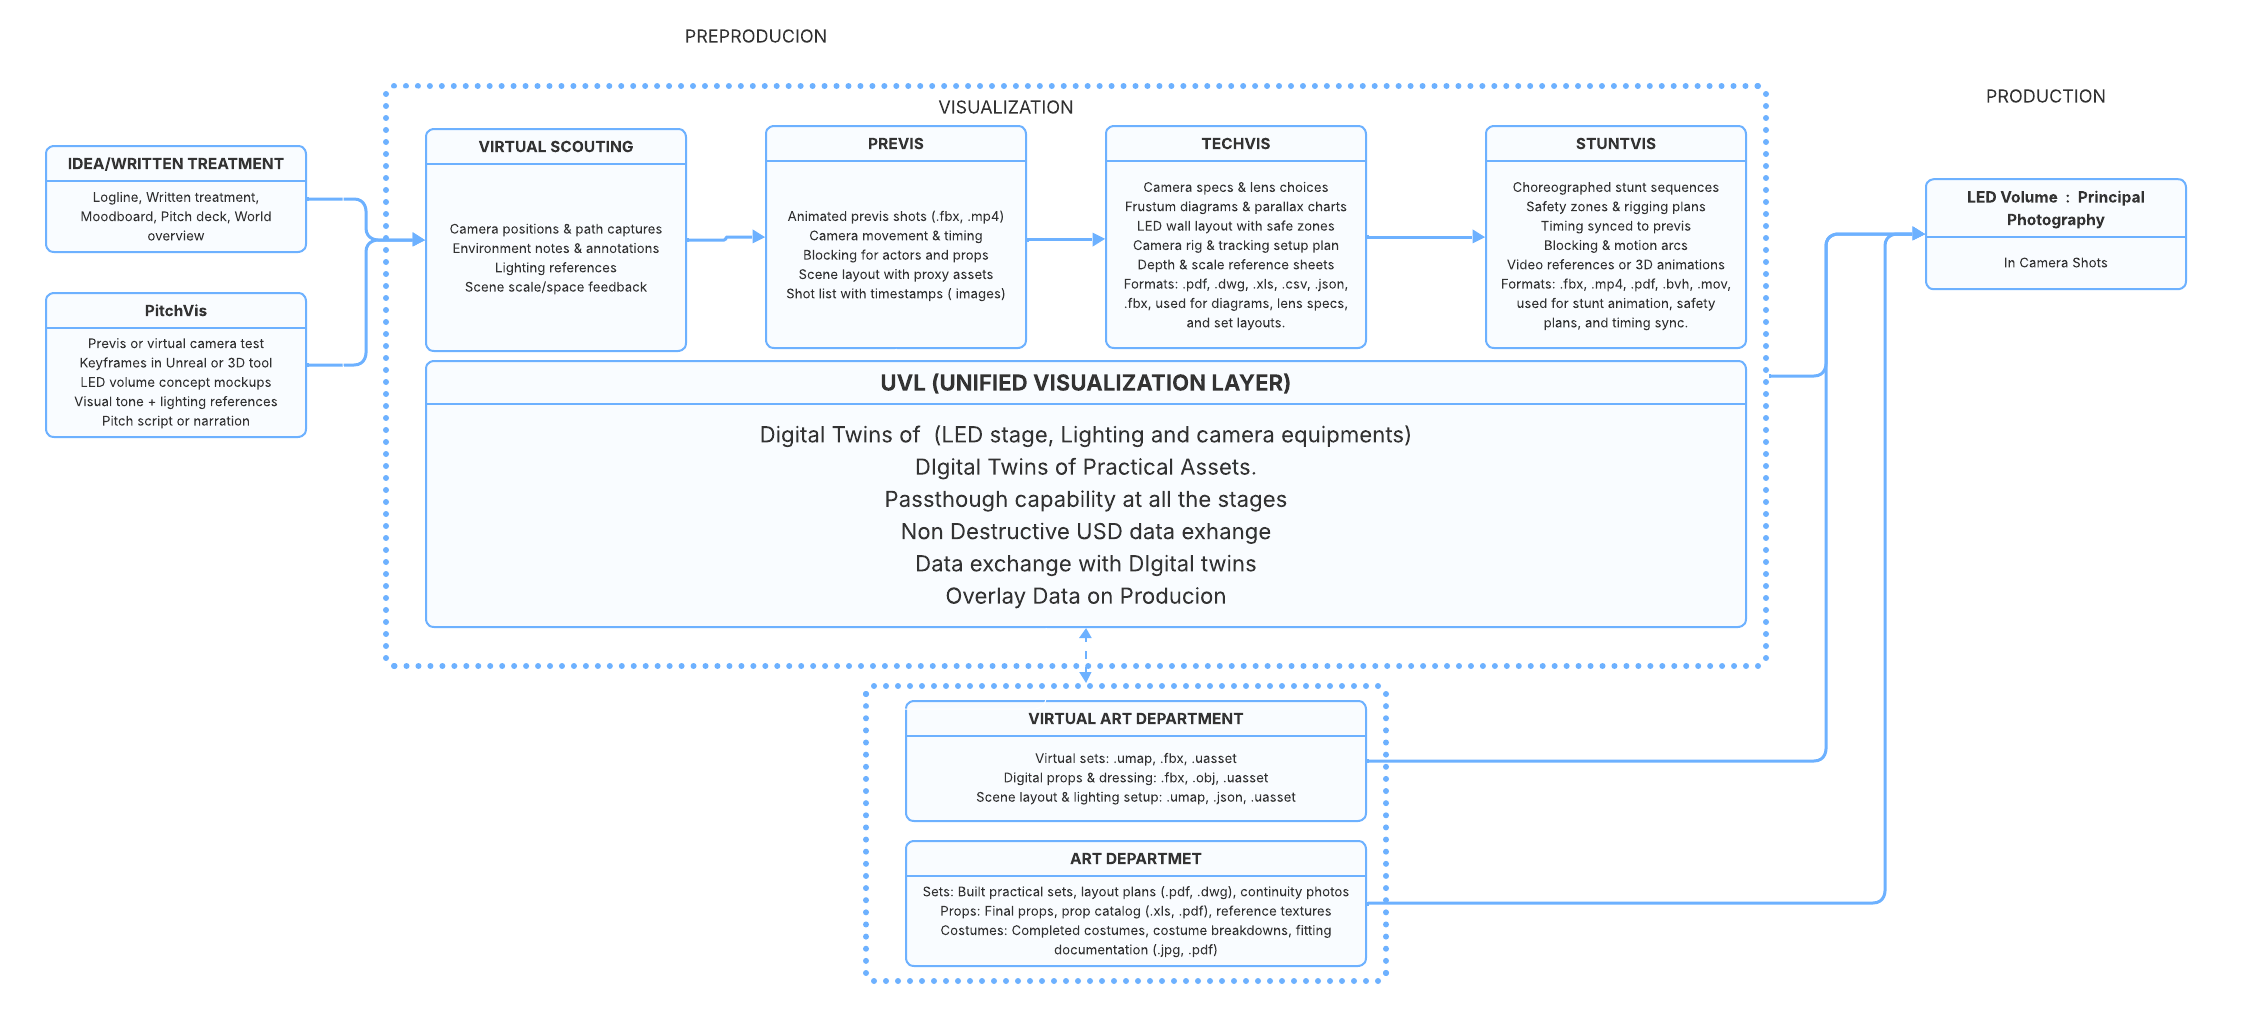 PREPRODUCION
VISUALIZATION
PRODUCTION
IDEA/WRITTEN TREATMENT
Logline, Written treatment,
Moodboard, Pitch deck, World
overview
PitchVis
Previs or virtual camera test
Keyframes in Unreal or 3D tool
LED volume concept mockups
Visual tone + lighting references
Pitch script or narration
VIRTUAL SCOUTING
Camera positions & path captures
Environment notes & annotations
Lighting references
Scene scale/space feedback
PREVIS
Animated previs shots (.fbx, .mp4)
Camera movement & timing
Blocking for actors and props
Scene layout with proxy assets
Shot list with timestamps ( images)
TECHVIS
Camera specs & lens choices
Frustum diagrams & parallax charts
LED wall layout with safe zones
Camera rig & tracking setup plan
Depth & scale reference sheets
Formats: .pdf, .dwg, .xls, .csv, .json,
.fbx, used for diagrams, lens specs,
and set layouts.
STUNTVIS
Choreographed stunt sequences
Safety zones & rigging plans
Timing synced to previs
Blocking & motion arcs
Video references or 3D animations
Formats: .fbx, .mp4, .pdf, .bvh, .mov,
used for stunt animation, safety
plans, and timing sync.
LED Volume : Principal
Photography
In Camera Shots
UVL (UNIFIED VISUALIZATION LAYER)
Digital Twins of  (LED stage, Lighting and camera equipments)
DIgital Twins of Practical Assets.
Passthough capability at all the stages
Non Destructive USD data exhange
Data exchange with DIgital twins
Overlay Data on Producion
VIRTUAL ART DEPARTMENT
Virtual sets: .umap, .fbx, .uasset
Digital props & dressing: .fbx, .obj, .uasset
Scene layout & lighting setup: .umap, .json, .uasset
ART DEPARTMET
Sets: Built practical sets, layout plans (.pdf, .dwg), continuity photos
Props: Final props, prop catalog (.xls, .pdf), reference textures
Costumes: Completed costumes, costume breakdowns, fitting
documentation (.jpg, .pdf)